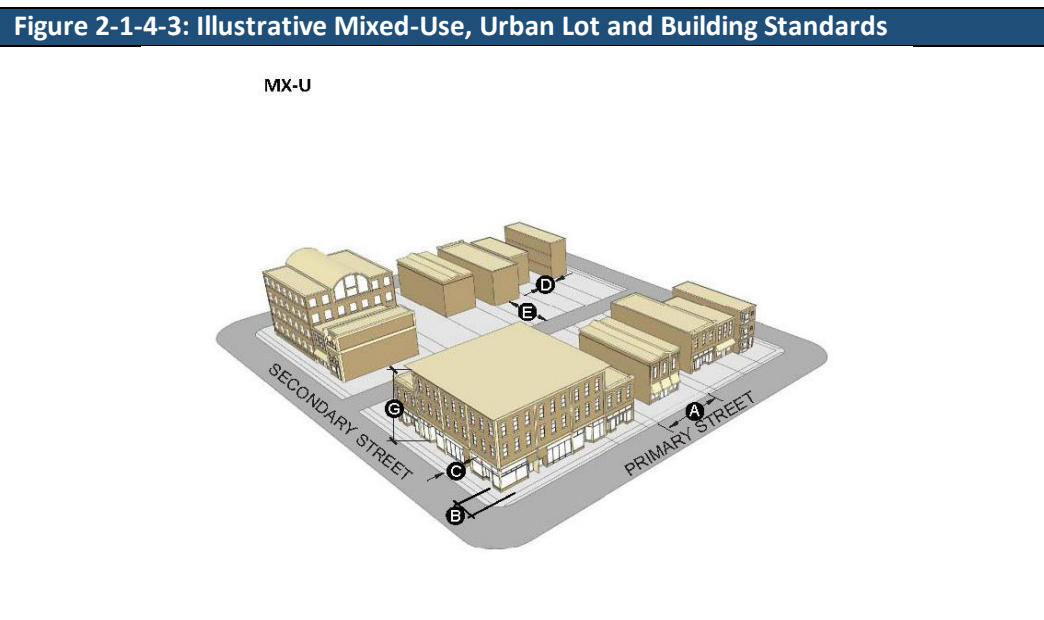 Figure 2-1-4-3: Illustrative Mixed-Use, Urban Lot and Building Standards
MX-U
D
E
G
SECONDARY STREET
A
PRIMARY STREET
C
B